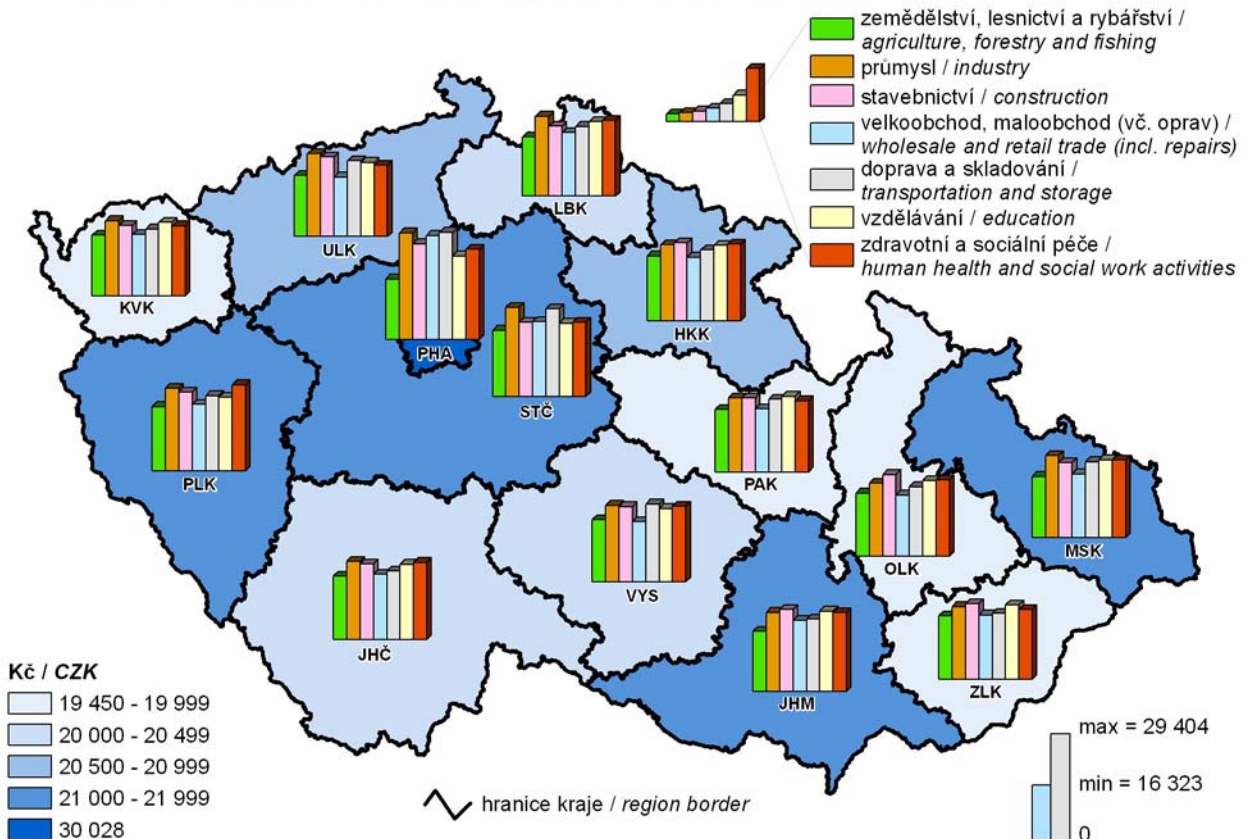 zemědělství, lesnictví a rybářství /
agriculture, forestry and fishing
průmysl / industry
stavebnictví / construction
velkoobchod, maloobchod (vč. oprav) /
wholesale and retail trade (incl. repairs)
doprava a skladování /
transportation and storage
vzdělávání / education
zdravotní a sociální péče /
human health and social work activities
LBK
ULK
KVK
HKK
PHA
STČ
PLK
PAK
MSK
OLK
VYS
JHČ
ZLK
JHM
Kč / CZK
19 450 - 19 999
20 000 - 20 499
20 500 - 20 999
21 000 - 21 999
30 028
hranice kraje / region border
max = 29 404
min = 16 323
0